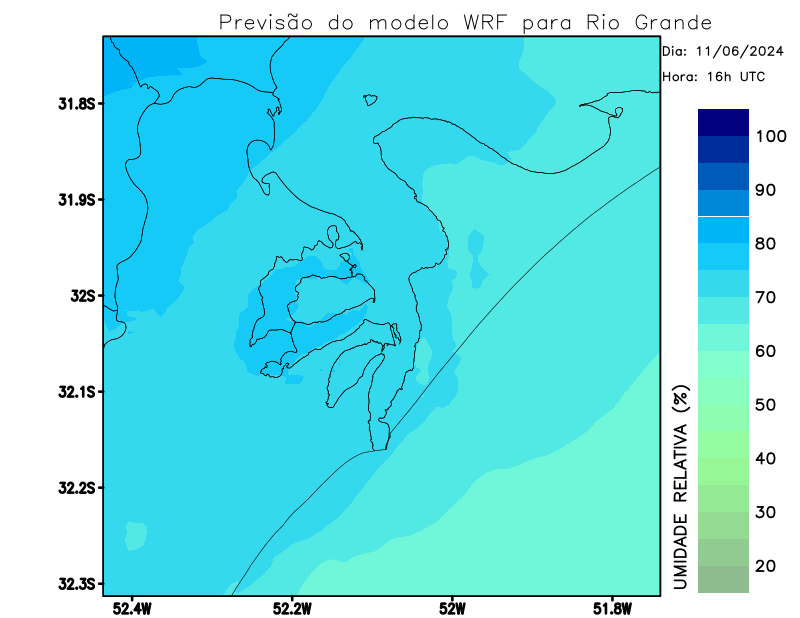 Previsão do modelo WRF para Rio Grande
Dia: 11/06/2024
Hora: 16h UTC
31.8S
31.9S
32S
32.1S
32.2S
32.3S
52.4W
52.2W
52W
51.8W
100
90
80
70
60
50
40
30
20
UMIDADE RELATIVA (%)